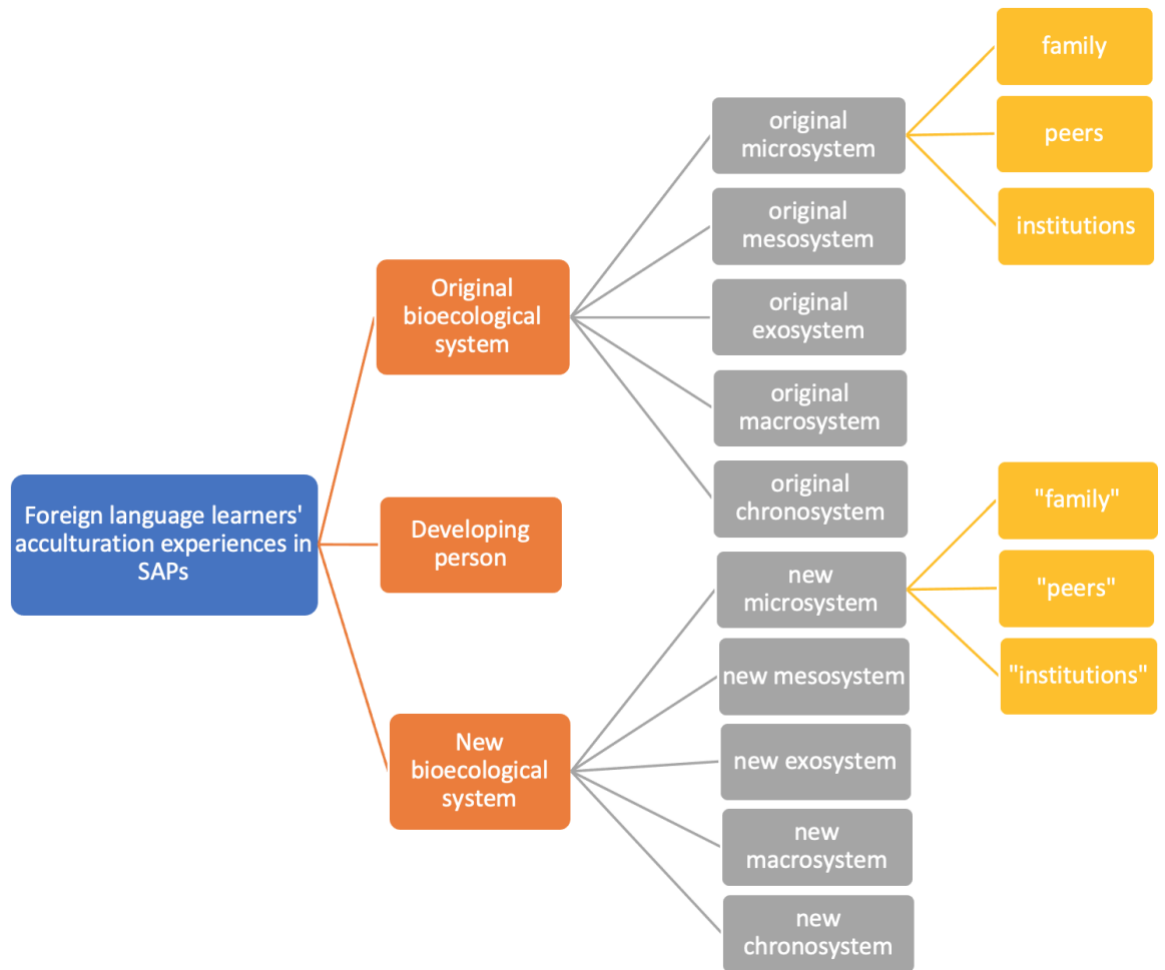 Foreign language learners'
acculturation experiences in
SAPs
Original
bioecological
system
original
microsystem
family
peers
institutions
original
mesosystem
original
exosystem
original
macrosystem
original
chronosystem
Developing
person
New
bioecological
system
new
microsystem
"family"
"peers"
"institutions"
new mesosystem
new exosystem
new
macrosystem
new
chronosystem